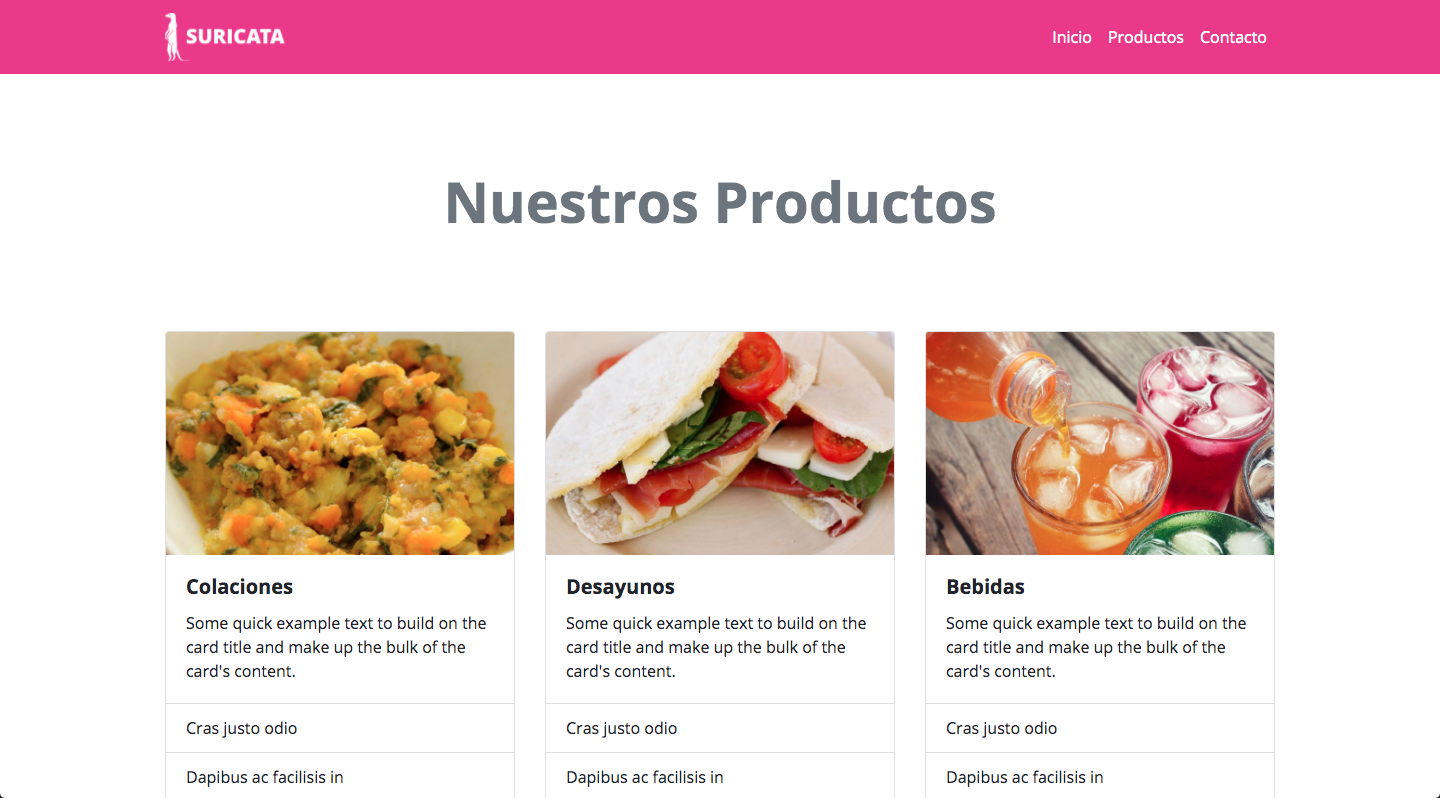 SURICATA
Inicio Productos Contacto
Nuestros Productos
Colaciones
Some quick example text to build on the
card title and make up the bulk of the
card's content.
Cras justo odio
Dapibus ac facilisis in
Desayunos
Some quick example text to build on the
card title and make up the bulk of the
card's content.
Cras justo odio
Dapibus ac facilisis in
Bebidas
Some quick example text to build on the
card title and make up the bulk of the
card's content.
Cras justo odio
Dapibus ac facilisis in